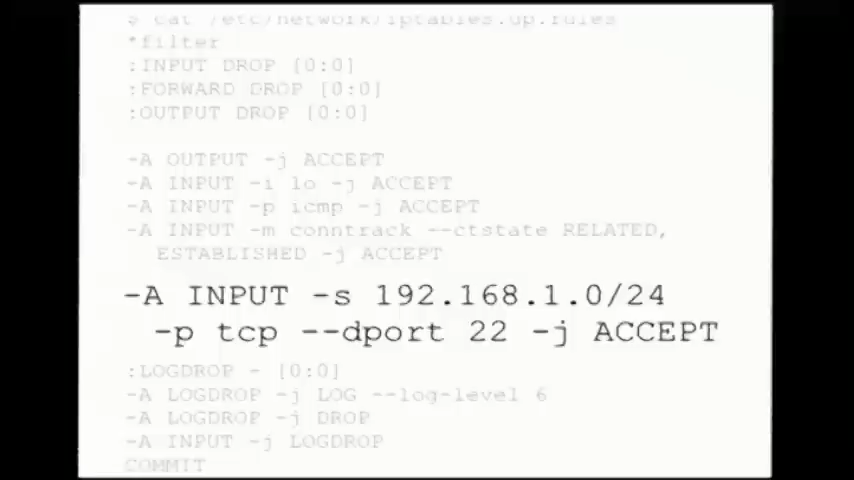 $ cat /etc/network/iptables.up.rules
*filter
:INPUT DROP [0:0]
:FORWARD DROP [0:0]
:OUTPUT DROP [0:0]
-A OUTPUT -j ACCEPT
-A INPUT -i lo -j ACCEPT
-A INPUT -p icmp -j ACCEPT
-A INPUT -m conntrack --ctstate RELATED,
ESTABLISHED -j ACCEPT
-A INPUT -s 192.168.1.0/24
-p tcp --dport 22 -j ACCEPT
:LOGDROP - [0:0]
-A LOGDROP -j LOG --log-level 6
-A LOGDROP -j DROP
-A INPUT -j LOGDROP
COMMIT